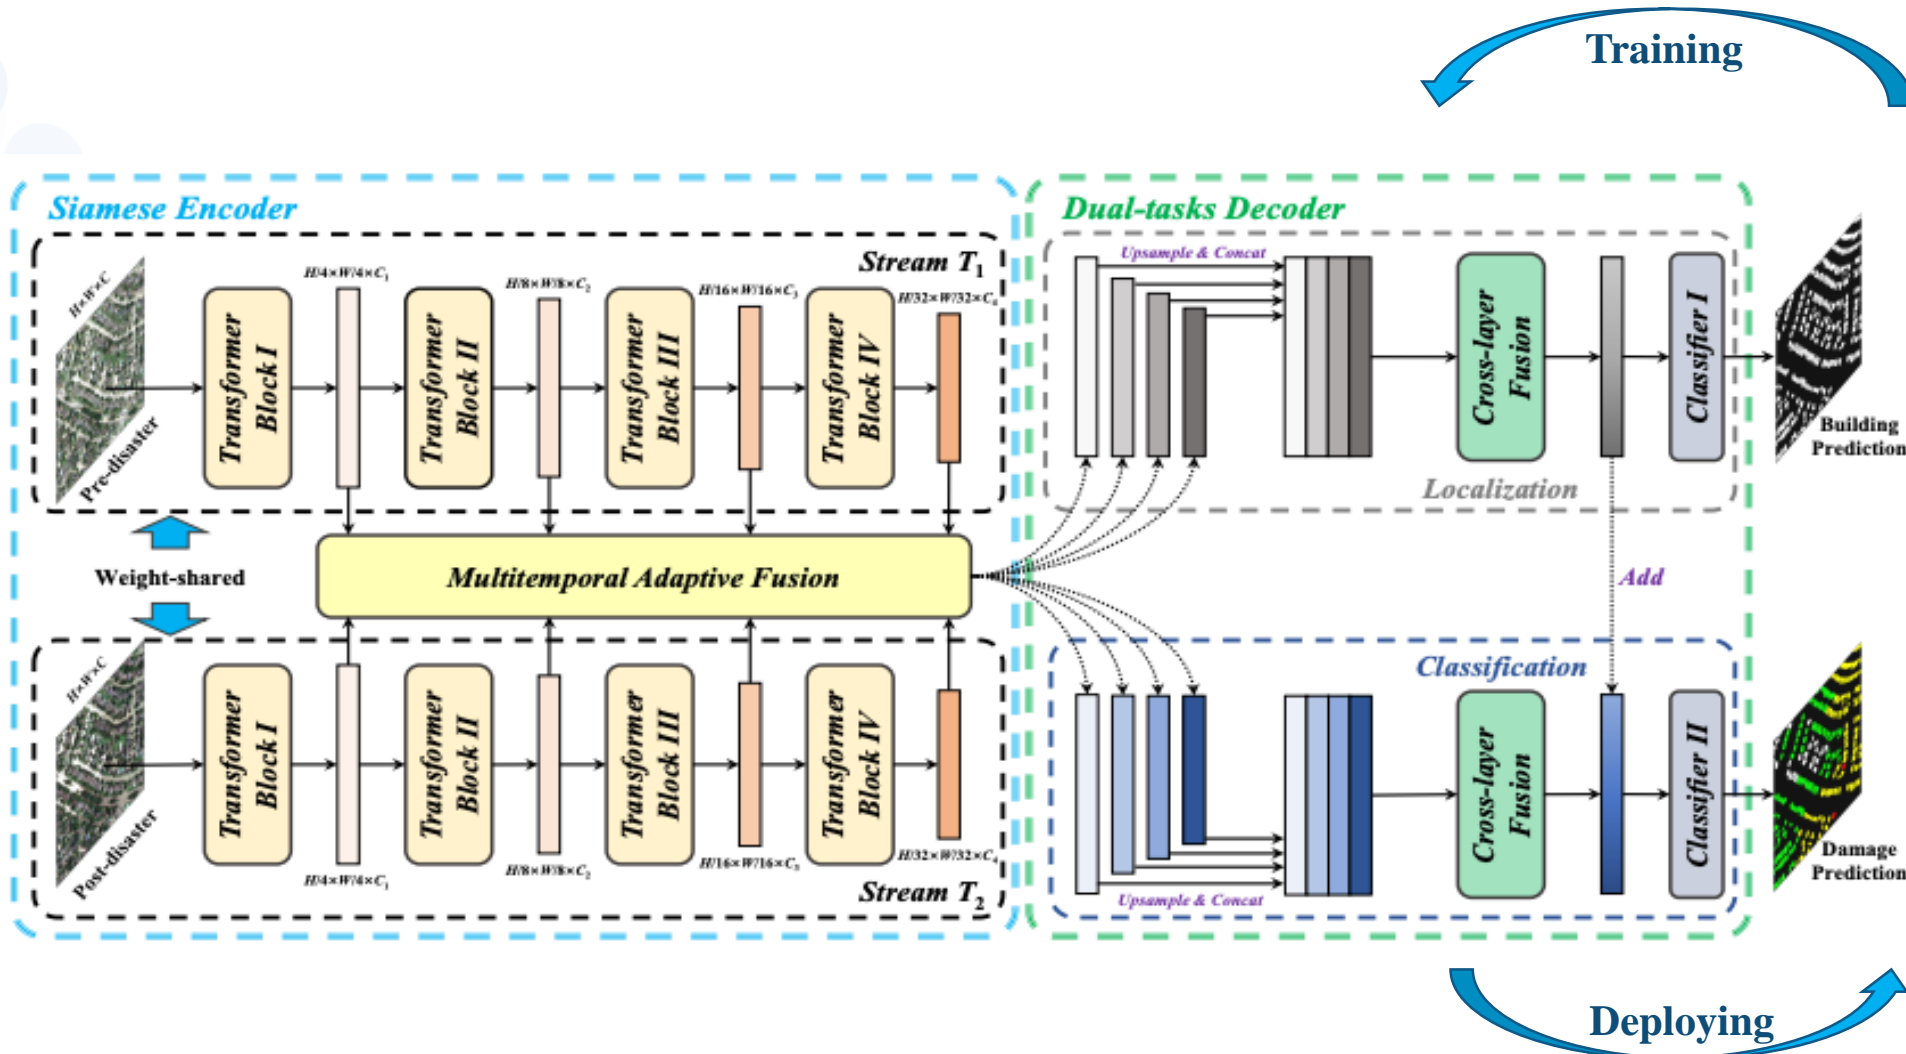 Training
Siamese Encoder
Stream T1
H×W×C
Pre-disaster
Transformer
Block I
H/4×W/4×C1
Transformer
Block II
H/8×W/8×C2
Transformer
Block III
H/16×W/16×C3
Transformer
Block IV
H/32×W/32×C4
Weight-shared
Multitemporal Adaptive Fusion
H×W×C
Post-disaster
Transformer
Block I
H/4×W/4×C1
Transformer
Block II
H/8×W/8×C2
Transformer
Block III
H/16×W/16×C3
Transformer
Block IV
H/32×W/32×C4
Stream T2
Dual-tasks Decoder
Upsample & Concat
Cross-layer
Fusion
Classifier I
Localization
Building
Prediction
Add
Classification
Upsample & Concat
Cross-layer
Fusion
Classifier II
Damage
Prediction
Deploying